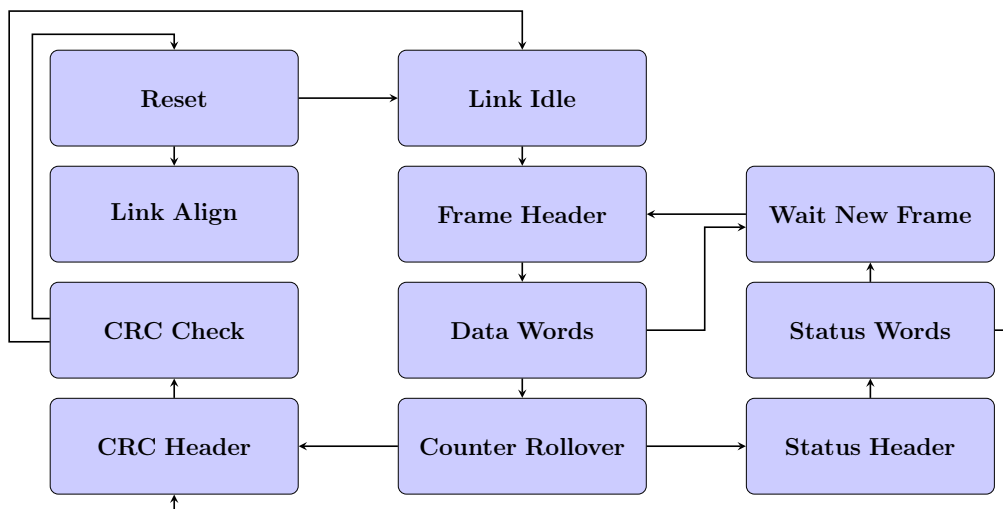 Reset
Link Idle
Link Align
Frame Header
Wait New Frame
CRC Check
Data Words
Status Words
CRC Header
Counter Rollover
Status Header